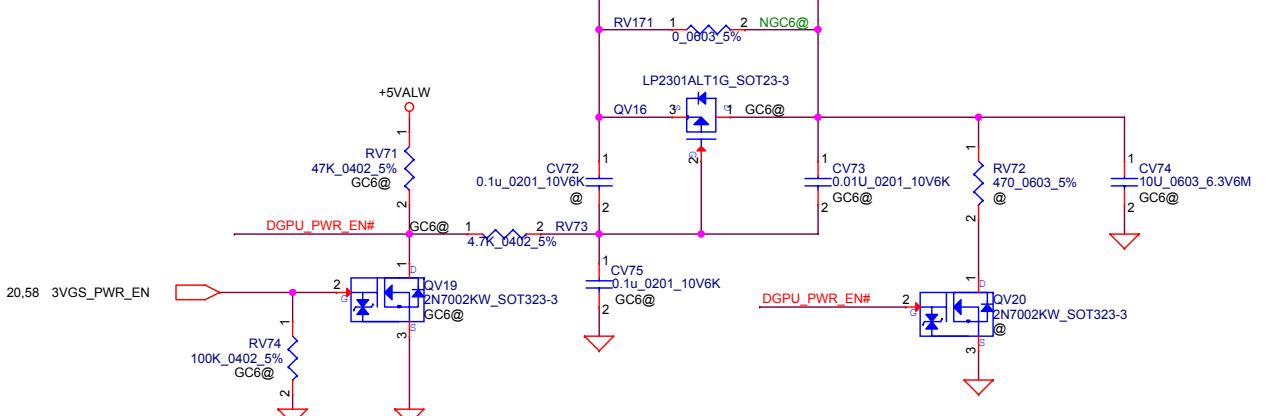 RV171 1 2 NGC6@
0_0603_5%
LP2301ALT1G_SOT23-3
+5VALW
QV16 3 S D 1 GC6@
G
2
1
RV71
47K_0402_5%
GC6@
2
CV72
0.1u_0201_10V6K
@
1
2
CV73
0.01U_0201_10V6K
GC6@
1
2
RV72
470_0603_5%
@
1
2
CV74
10U_0603_6.3V6M
GC6@
1
2
DGPU_PWR_EN# GC6@ 1 2 RV73
4.7K_0402_5%
CV75
0.1u_0201_10V6K
GC6@
1
2
20,58 3VGS_PWR_EN
1
D
2
G
QV19
2N7002KW_SOT323-3
GC6@
S
3
DGPU_PWR_EN#
1
D
2
G
QV20
2N7002KW_SOT323-3
@
S
3
1
RV74
100K_0402_5%
GC6@
2